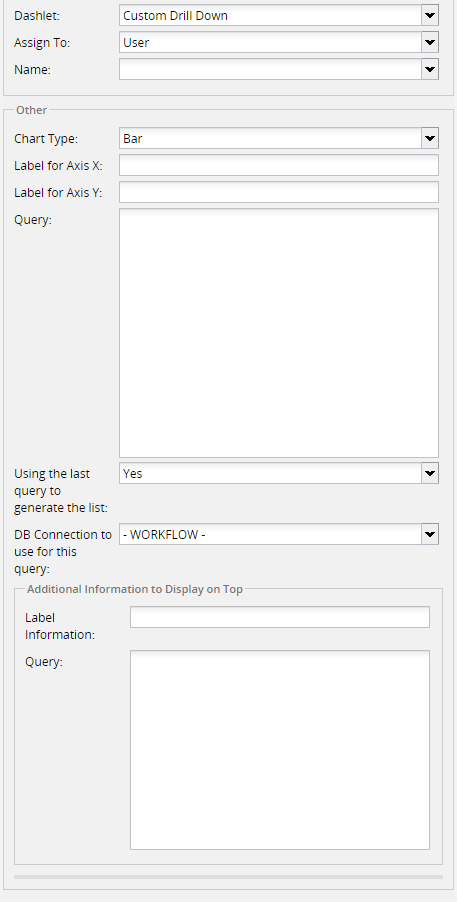 Dashlet: Custom Drill Down
Assign To: User
Name:
Other
Chart Type: Bar
Label for Axis X:
Label for Axis Y:
Query:
Using the last Yes
query to
generate the list:
DB Connection to - WORKFLOW -
use for this
query:
Additional Information to Display on Top
Label
Information:
Query: